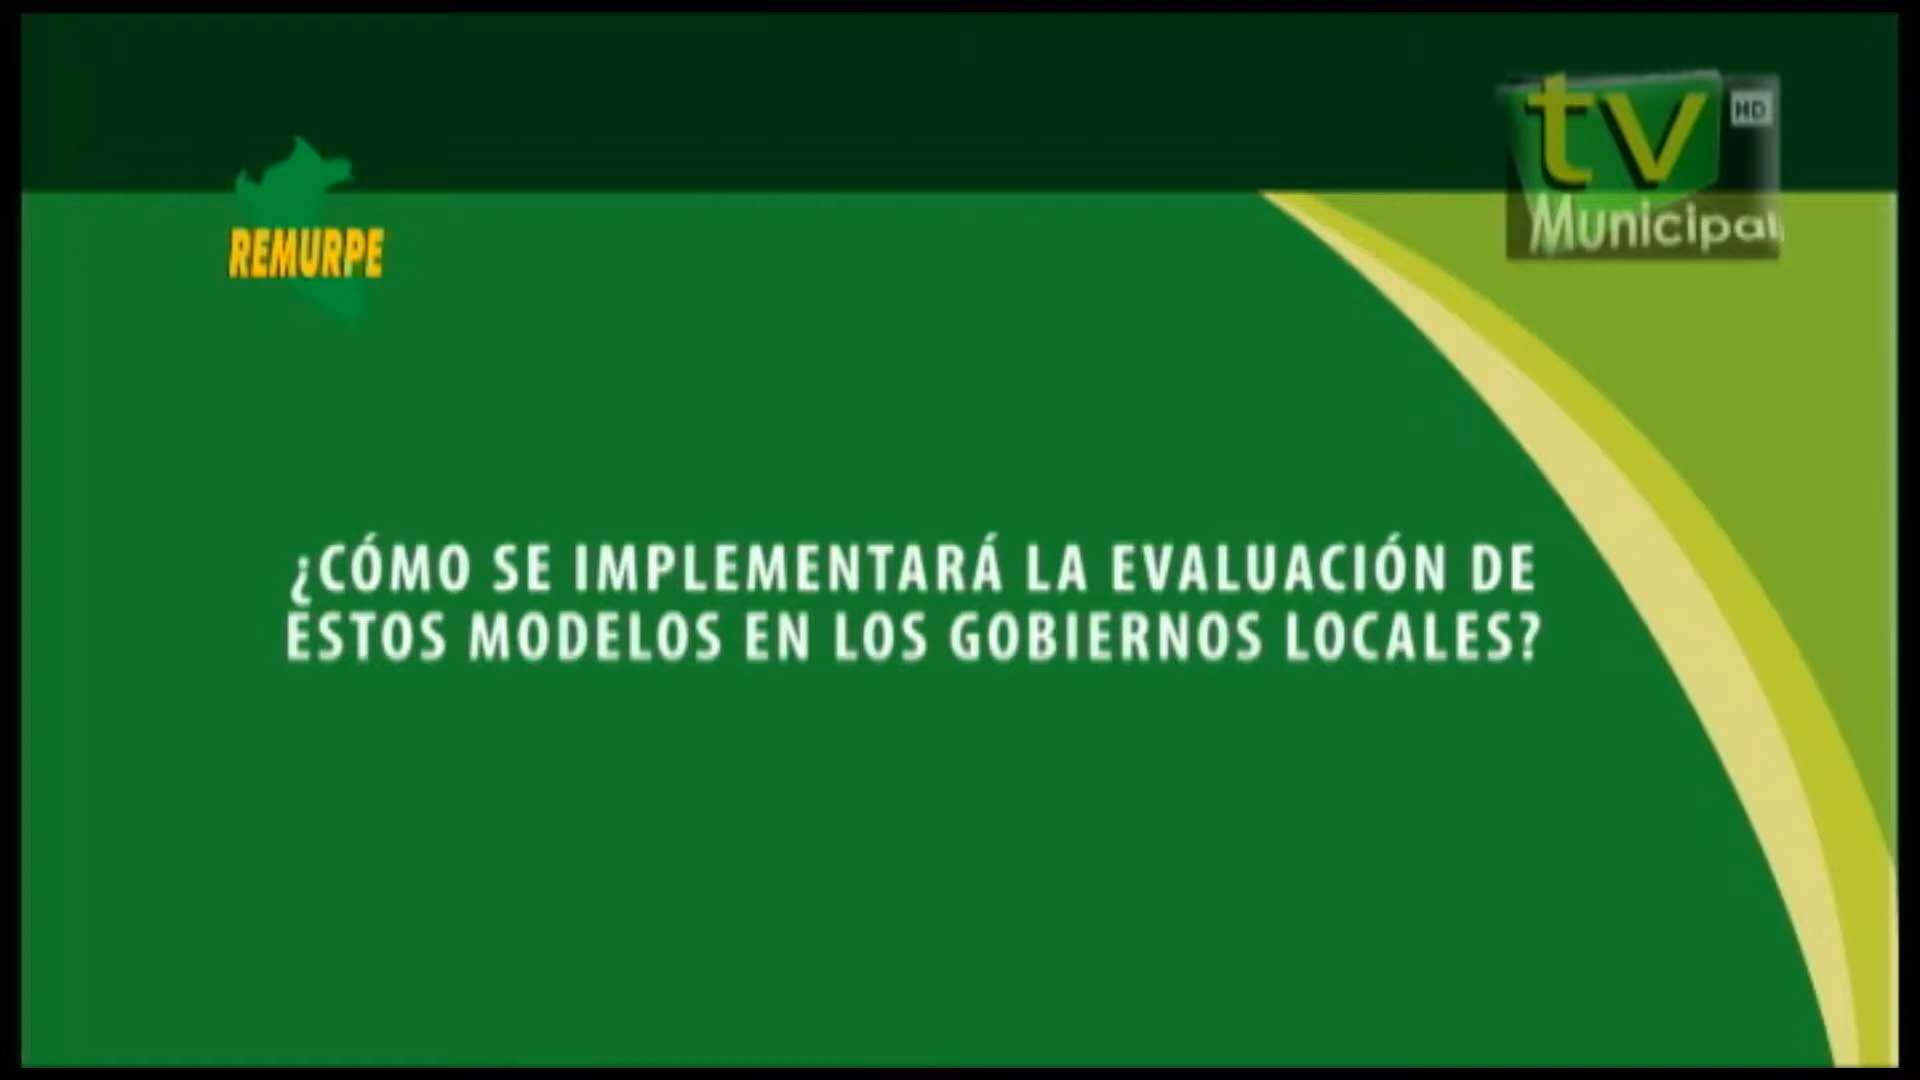 tv HD
Municipal
REMURPE
¿CÓMO SE IMPLEMENTARÁ LA EVALUACIÓN DE
ESTOS MODELOS EN LOS GOBIERNOS LOCALES?